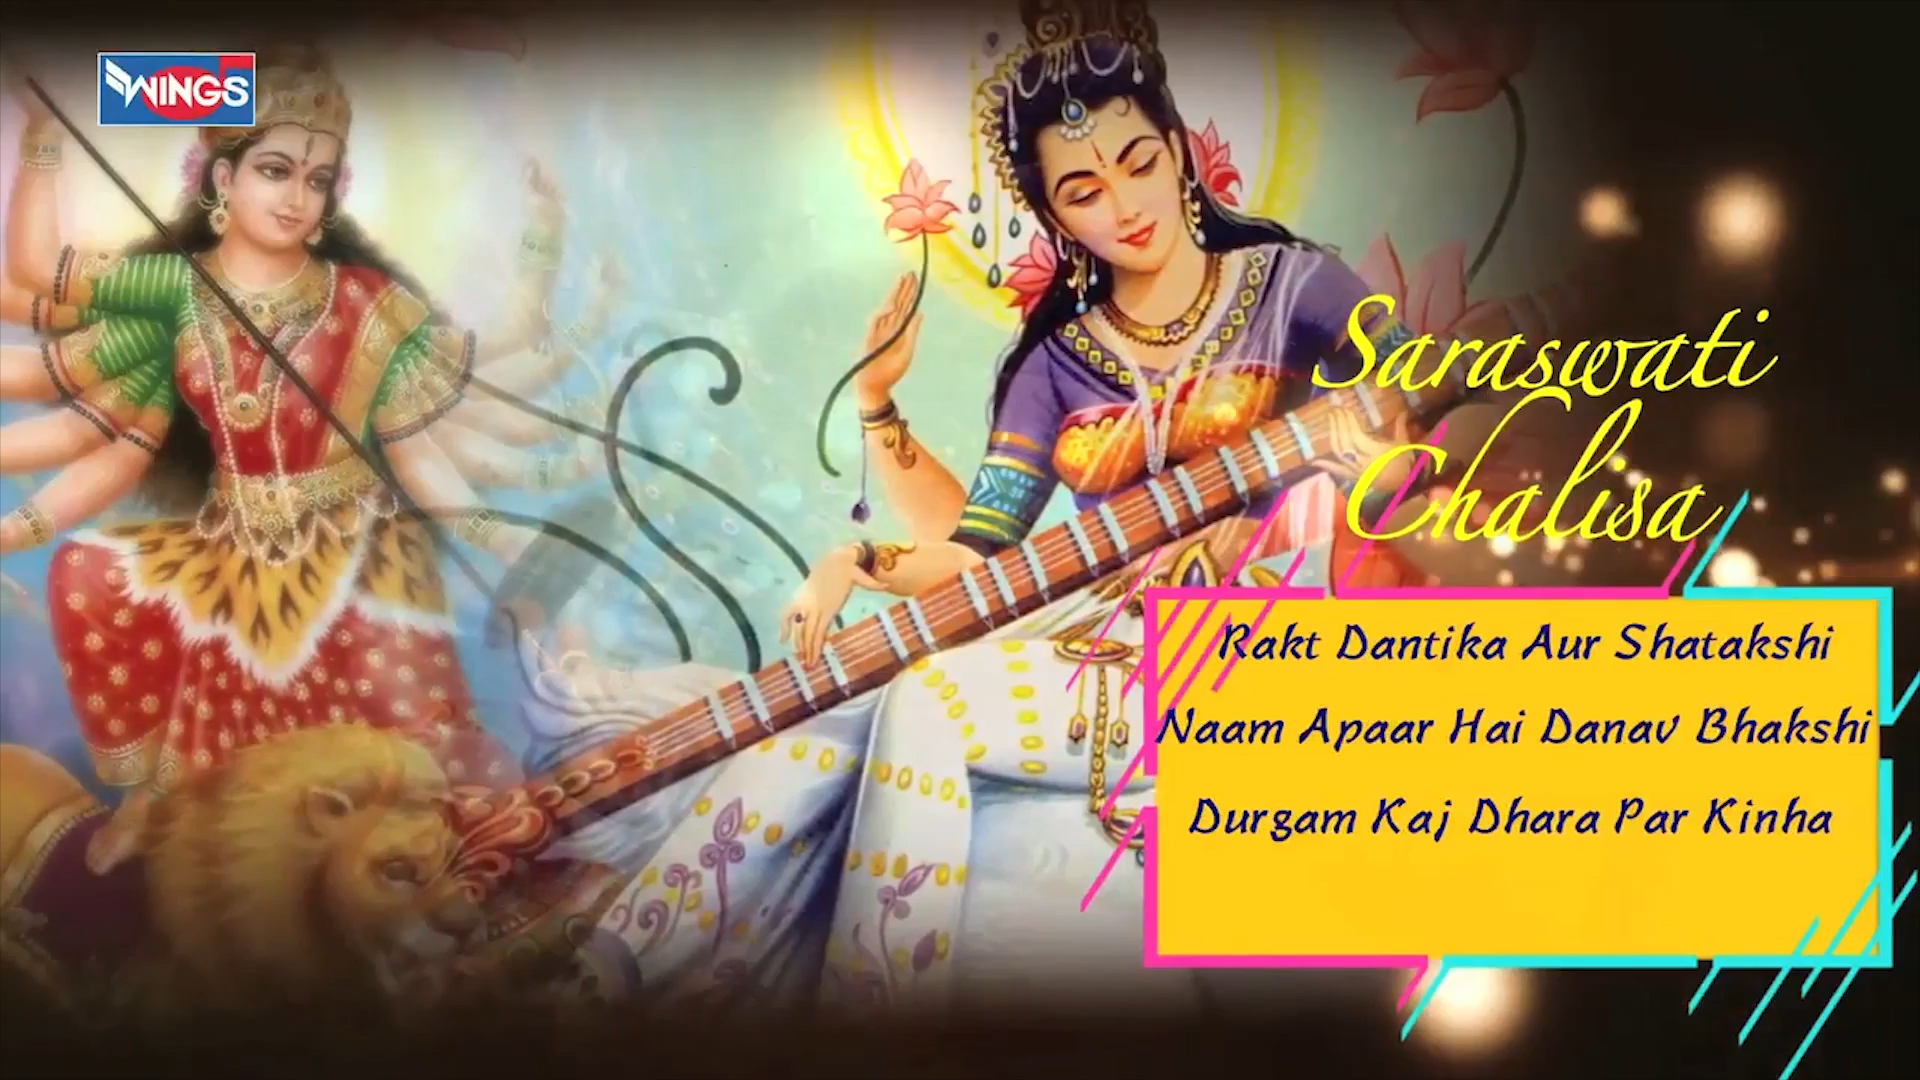 WINGS
Saraswati
Chalisa
Rakt Dantika Aur Shatakshi
Naam Apaar Hai Danav Bhakshi
Durgam Kaj Dhara Par Kinha